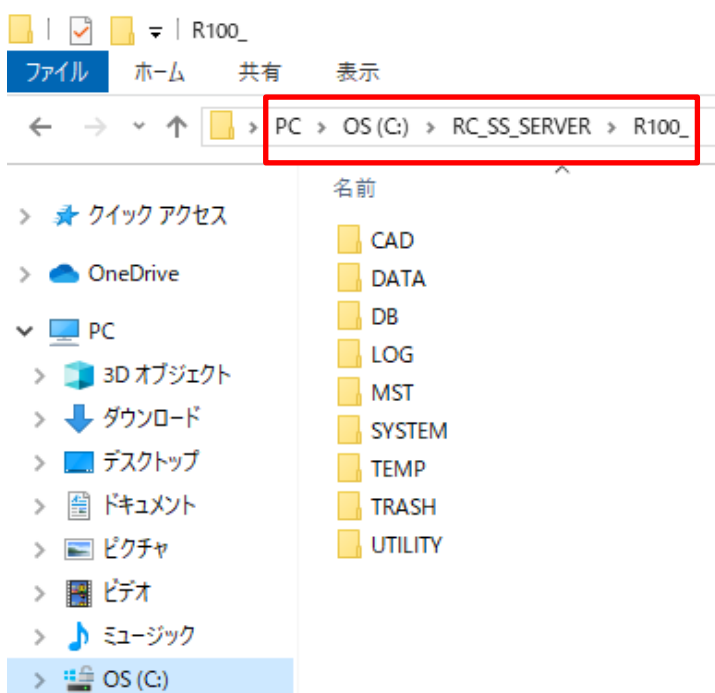 R100_
ファイル ホーム 共有 表示
PC > OS (C:) > RC_SS_SERVER > R100_
名前
クイック アクセス
OneDrive
PC
3D オブジェクト
ダウンロード
デスクトップ
ドキュメント
ピクチャ
ビデオ
ミュージック
OS (C:)
CAD
DATA
DB
LOG
MST
SYSTEM
TEMP
TRASH
UTILITY